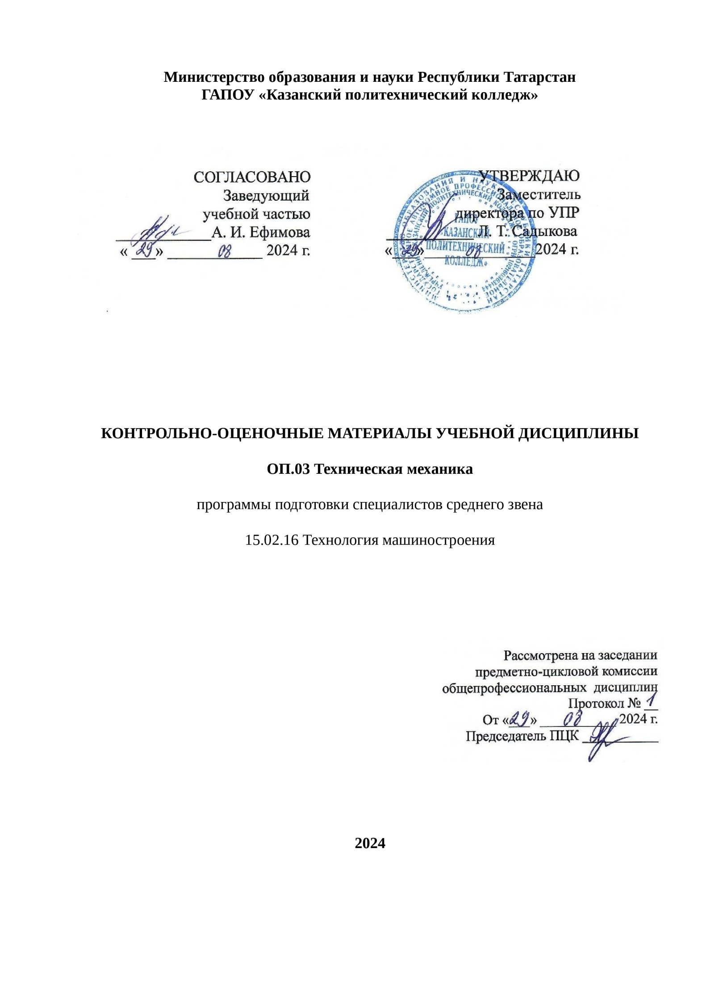 Министерство образования и науки Республики Татарстан
ГАПОУ «Казанский политехнический колледж»
СОГЛАСОВАНО
Заведующий
учебной частью
А. И. Ефимова
«29» 08 2024 г.
УТВЕРЖДАЮ
Заместитель
директора по УПР
Л. Т. Садыкова
«29» 08 2024 г.
ГАПОУ
«КАЗАНСКИЙ
ПОЛИТЕХНИЧЕСКИЙ
КОЛЛЕДЖ»
КОНТРОЛЬНО-ОЦЕНОЧНЫЕ МАТЕРИАЛЫ УЧЕБНОЙ ДИСЦИПЛИНЫ
ОП.03 Техническая механика
программы подготовки специалистов среднего звена
15.02.16 Технология машиностроения
Рассмотрена на заседании
предметно-цикловой комиссии
общепрофессиональных дисциплин
Протокол № 1
От «29» 08 2024 г.
Председатель ПЦК
2024